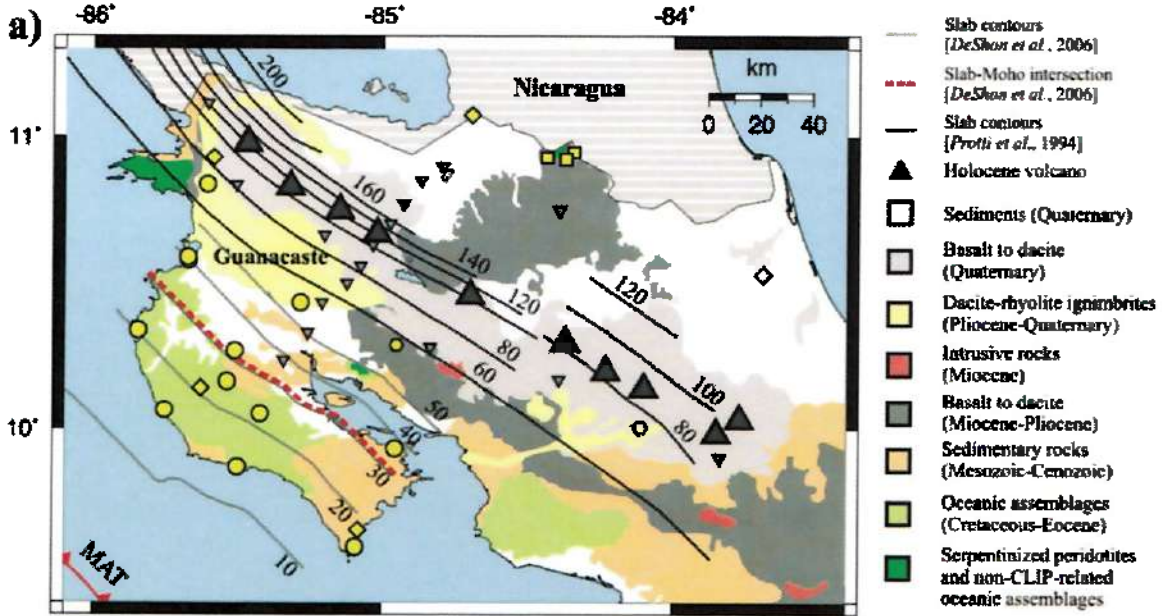 a)
-86˚
-85˚
-84˚
11˚
10˚
Nicaragua
km
0 20 40
200
160
140
120
120
100
80
80
60
50
40
30
20
10
Guanacaste
MAT
Slab contours
[DeShon et al., 2006]
Slab-Moho intersection
[DeShon et al., 2006]
Slab contours
[Protti et al., 1994]
Holocene volcano
Sediments (Quaternary)
Basalt to dacite
(Quaternary)
Dacite-rhyolite ignimbrites
(Pliocene-Quaternary)
Intrusive rocks
(Miocene)
Basalt to dacite
(Miocene-Pliocene)
Sedimentary rocks
(Mesozoic-Cenozoic)
Oceanic assemblages
(Cretaceous-Eocene)
Serpentinized peridotites
and non-CLIP-related
oceanic assemblages